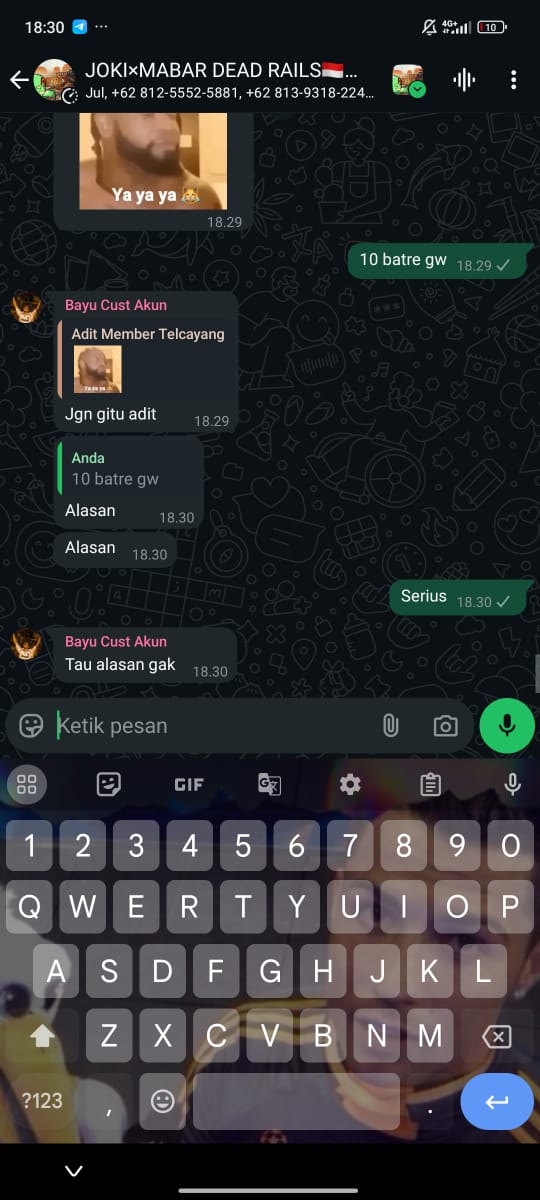 18:30
4G+
10
JOKI×MABAR DEAD RAILS🇮🇩...
Jul, +62 812-5552-5881, +62 813-9318-224...
Ya ya ya 😹
18.29
10 batre gw 18.29
Bayu Cust Akun
Adit Member Telcayang
Ya ya ya
Jgn gitu adit 18.29
Anda
10 batre gw
Alasan 18.30
Alasan 18.30
Serius 18.30
Bayu Cust Akun
Tau alasan gak 18.30
Ketik pesan
GIF
1 2 3 4 5 6 7 8 9 0
Q W E R T Y U I O P
A S D F G H J K L
Z X C V B N M
?123 , .